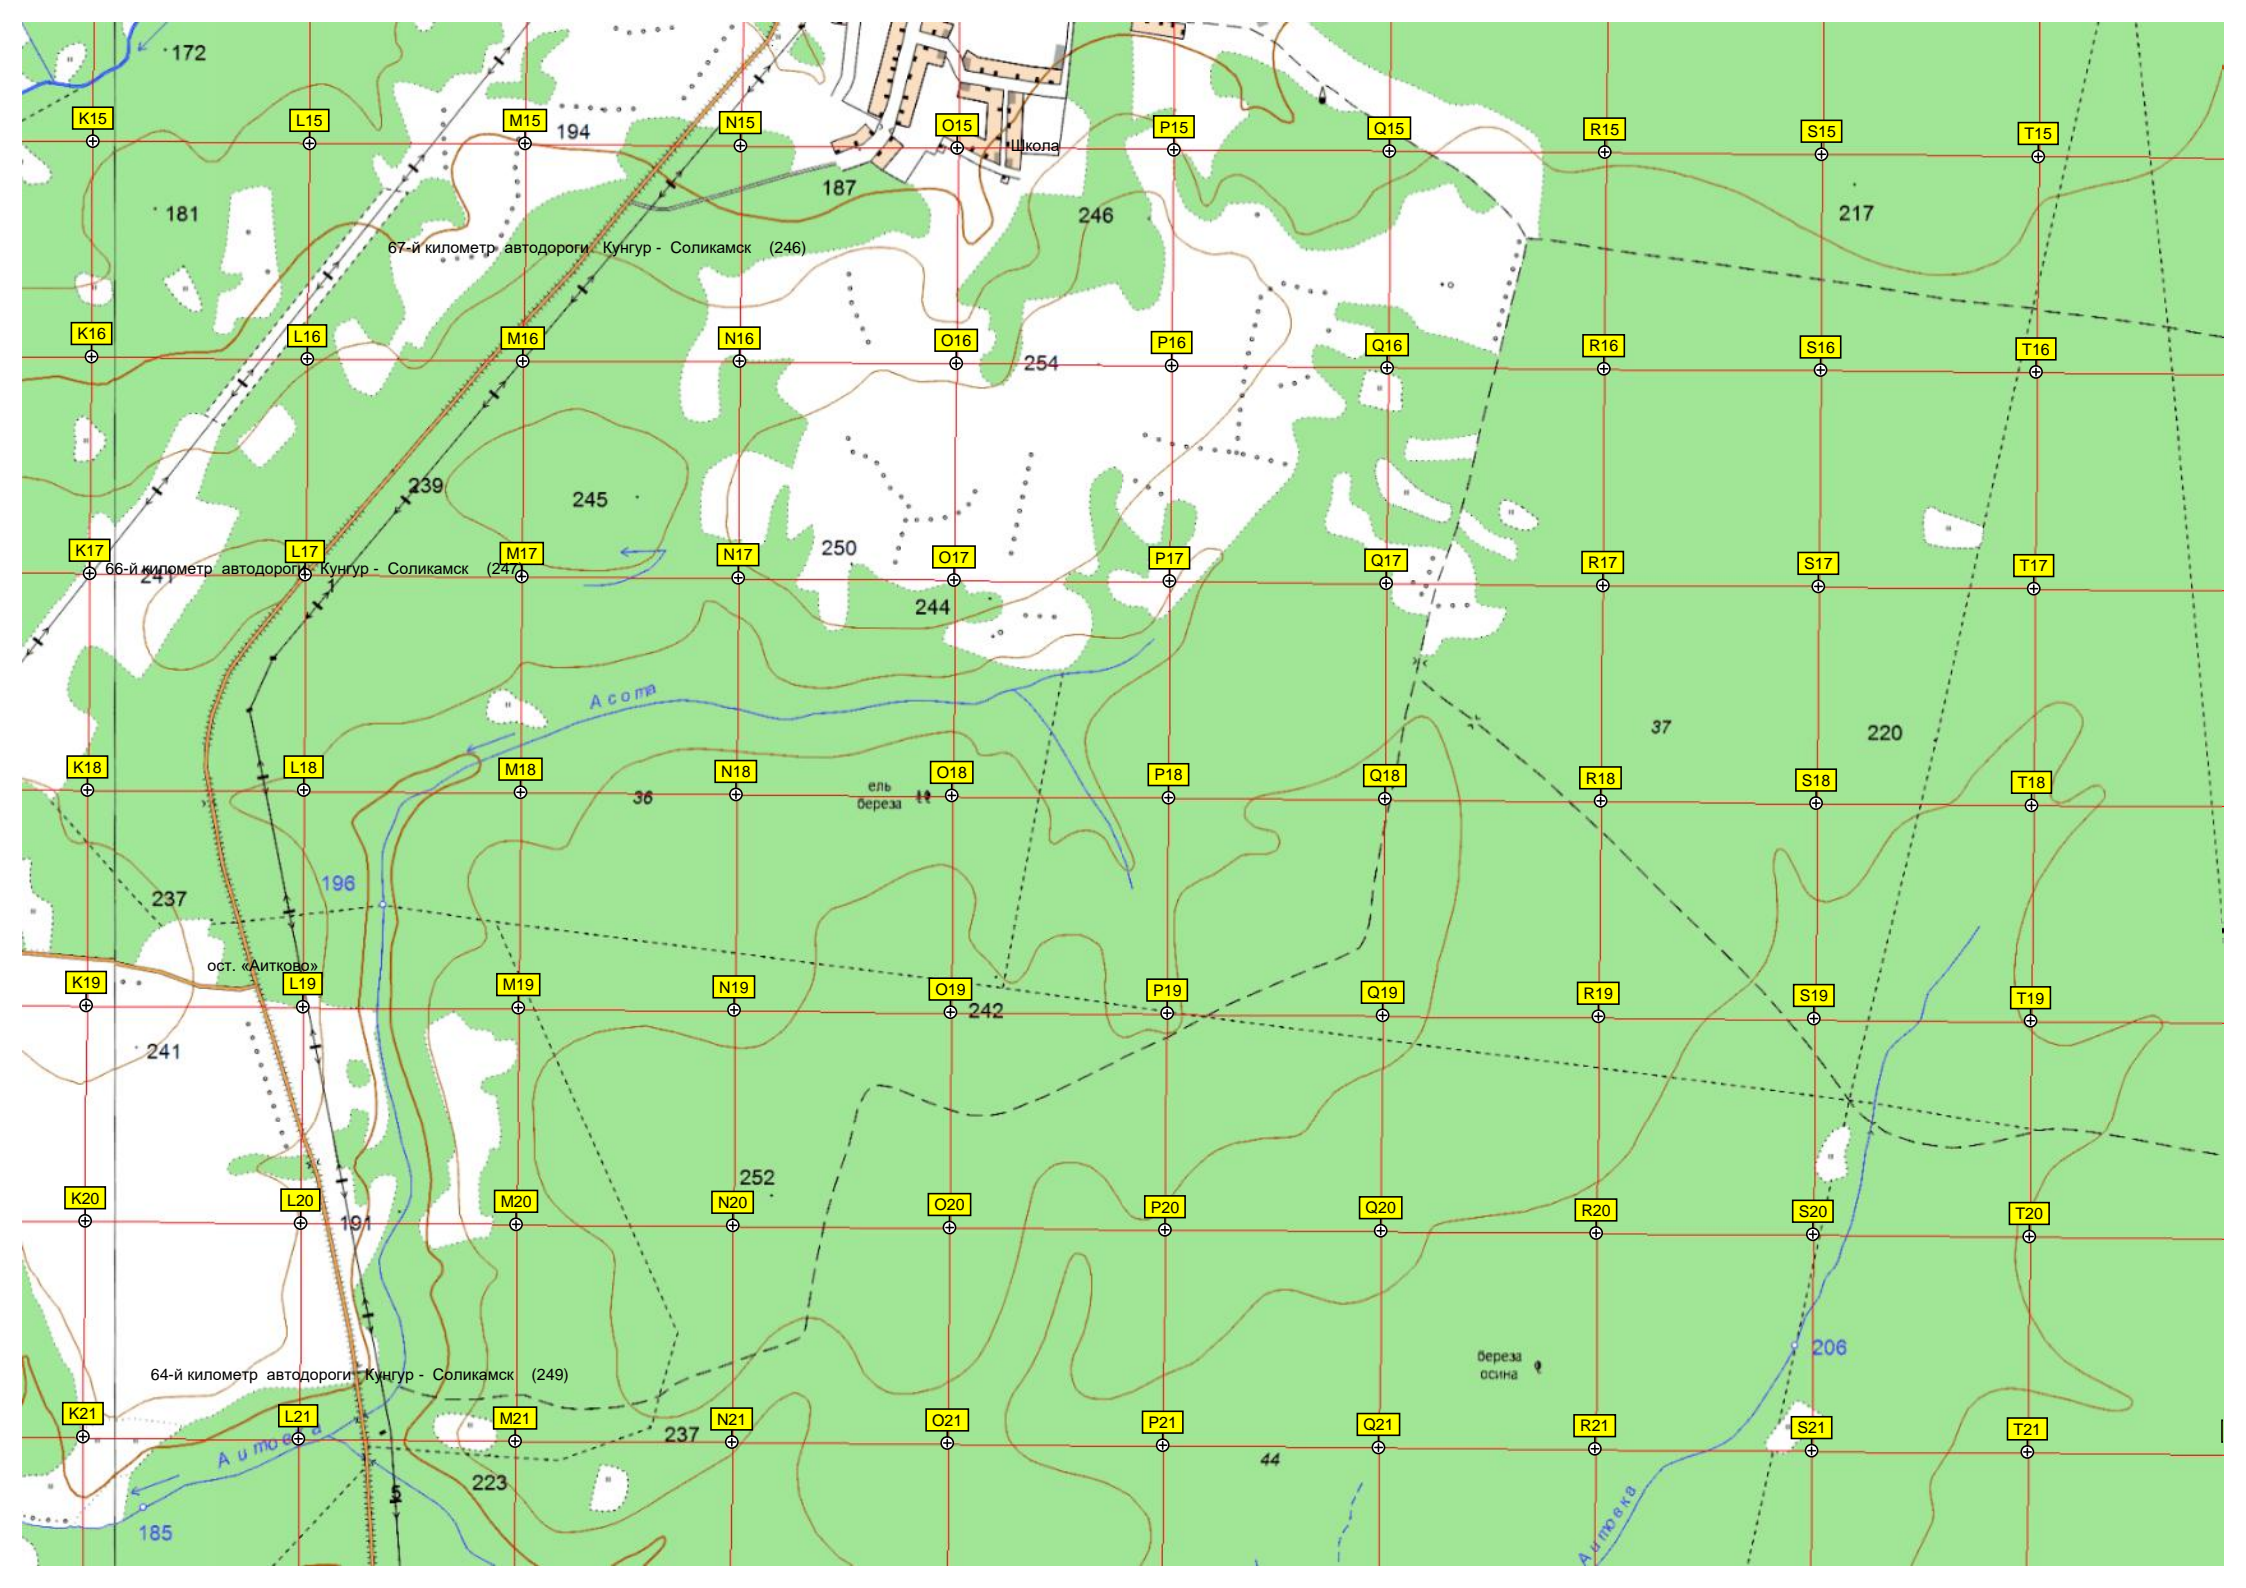 172
K15
L15
M15
194
N15
O15
Школа
P15
Q15
R15
S15
T15
181
187
246
217
67-й километр автодороги Кунгур - Соликамск (246)
K16
L16
M16
N16
O16
254
P16
Q16
R16
S16
T16
239
245
250
K17
L17
M17
N17
O17
P17
Q17
R17
S17
T17
241
66-й километр автодороги Кунгур - Соликамск (247)
1
244
Асота
37
220
K18
L18
M18
36
N18
ель
береза
O18
P18
Q18
R18
S18
T18
196
237
ост. «Аитково»
K19
L19
M19
N19
O19
242
P19
Q19
R19
S19
T19
241
252
K20
L20
191
M20
N20
O20
P20
Q20
R20
S20
T20
206
береза
осина
64-й километр автодороги Кунгур - Соликамск (249)
K21
L21
M21
237
N21
O21
P21
Q21
R21
S21
T21
Аитовка
223
44
5
185
Аитовка